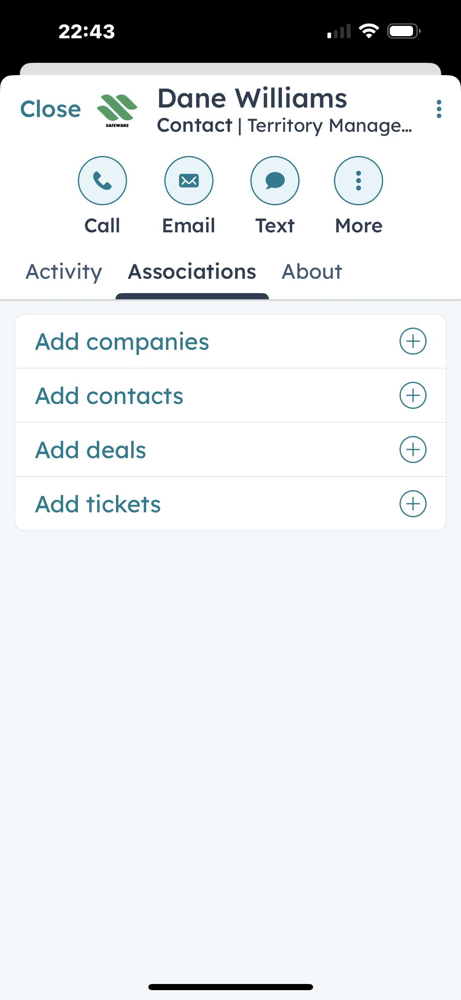 22:43
Close
SAFEWARE
Dane Williams
Contact | Territory Manage...
Call
Email
Text
More
Activity
Associations
About
Add companies
Add contacts
Add deals
Add tickets